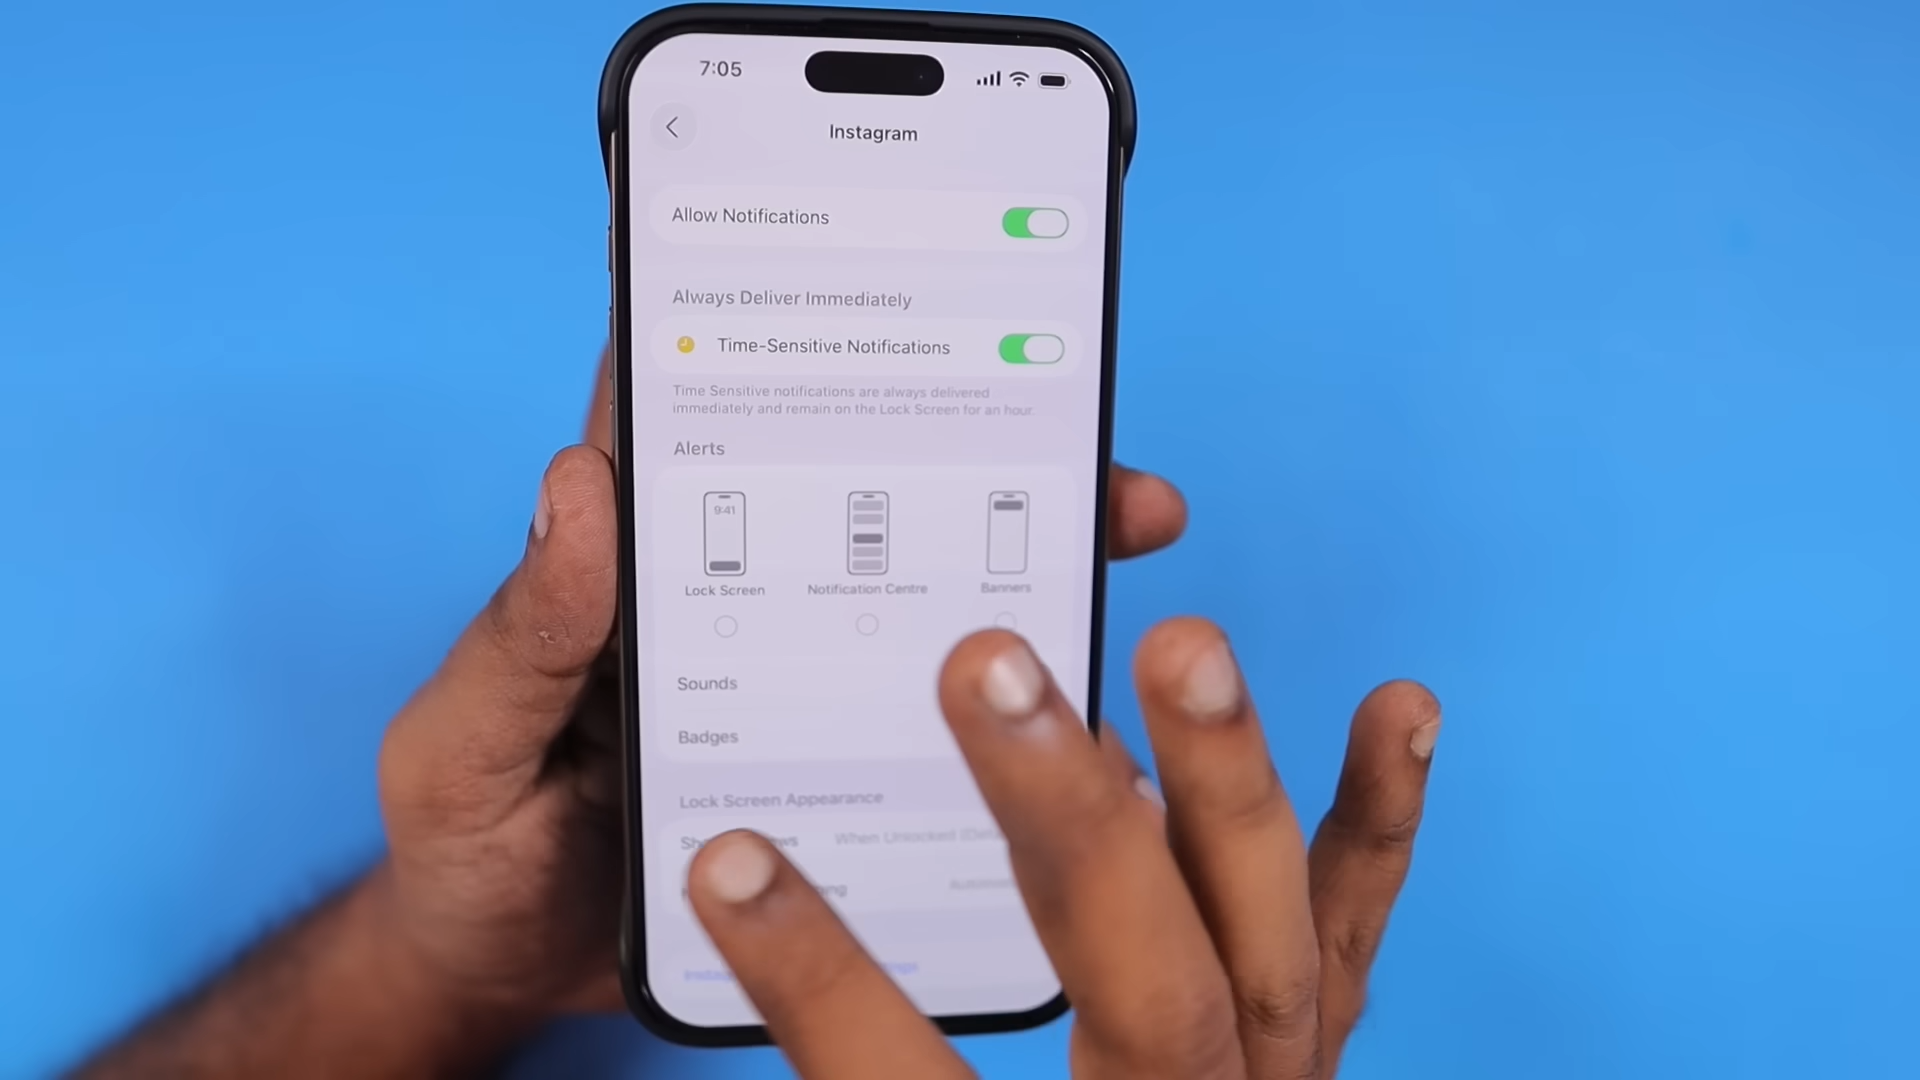 7:05
Instagram
Allow Notifications
Always Deliver Immediately
Time-Sensitive Notifications
Time Sensitive notifications are always delivered
immediately and remain on the Lock Screen for an hour.
Alerts
9:41
Lock Screen
Notification Centre
Banners
Sounds
Badges
Lock Screen Appearance
When Unlocked